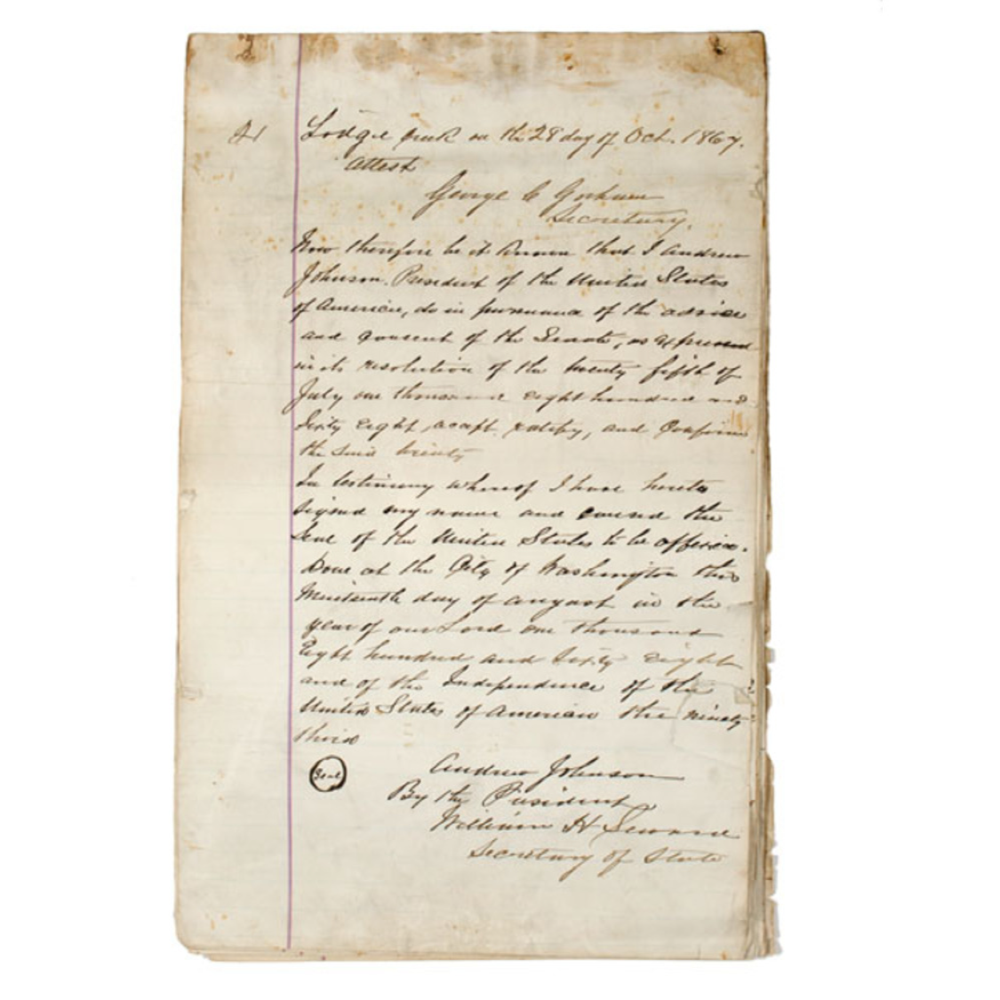 21 Lodge creek on the 28 day of Oct. 1867.
Attest
George C Gorham
Secretary.
Now therefore be it Known that I Andrew
Johnson. President of the United States
of America, do in pursuance of the advice
and consent of the Senate, as expressed
in its resolution of the twenty fifth of
July one thousand eight hundred and
Sixty eight, accept ratify, and Confirm
the said treaty
In testimony whereof I have hereto
signed my name and caused the
Seal of the United States to be affixed.
Done at the City of Washington this
Nineteenth day of august in the
year of our Lord one thousand
Eight hundred and Sixty eight
and of the Independence of the
United States of America the ninety
third
Seal
Andrew Johnson
By the President
William H Seward
Secretary of State